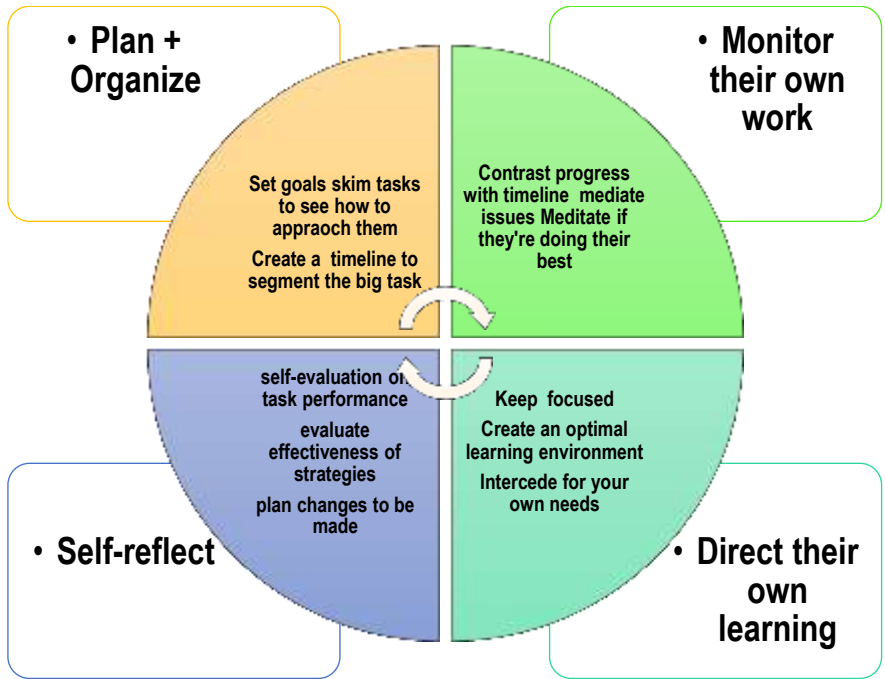 • Plan +
Organize
Set goals skim tasks
to see how to
appraoch them
Create a timeline to
segment the big task
• Monitor
their own
work
Contrast progress
with timeline mediate
issues Meditate if
they're doing their
best
self-evaluation on
task performance
evaluate
effectiveness of
strategies
plan changes to be
made
• Self-reflect
Keep focused
Create an optimal
learning environment
Intercede for your
own needs
• Direct their
own
learning